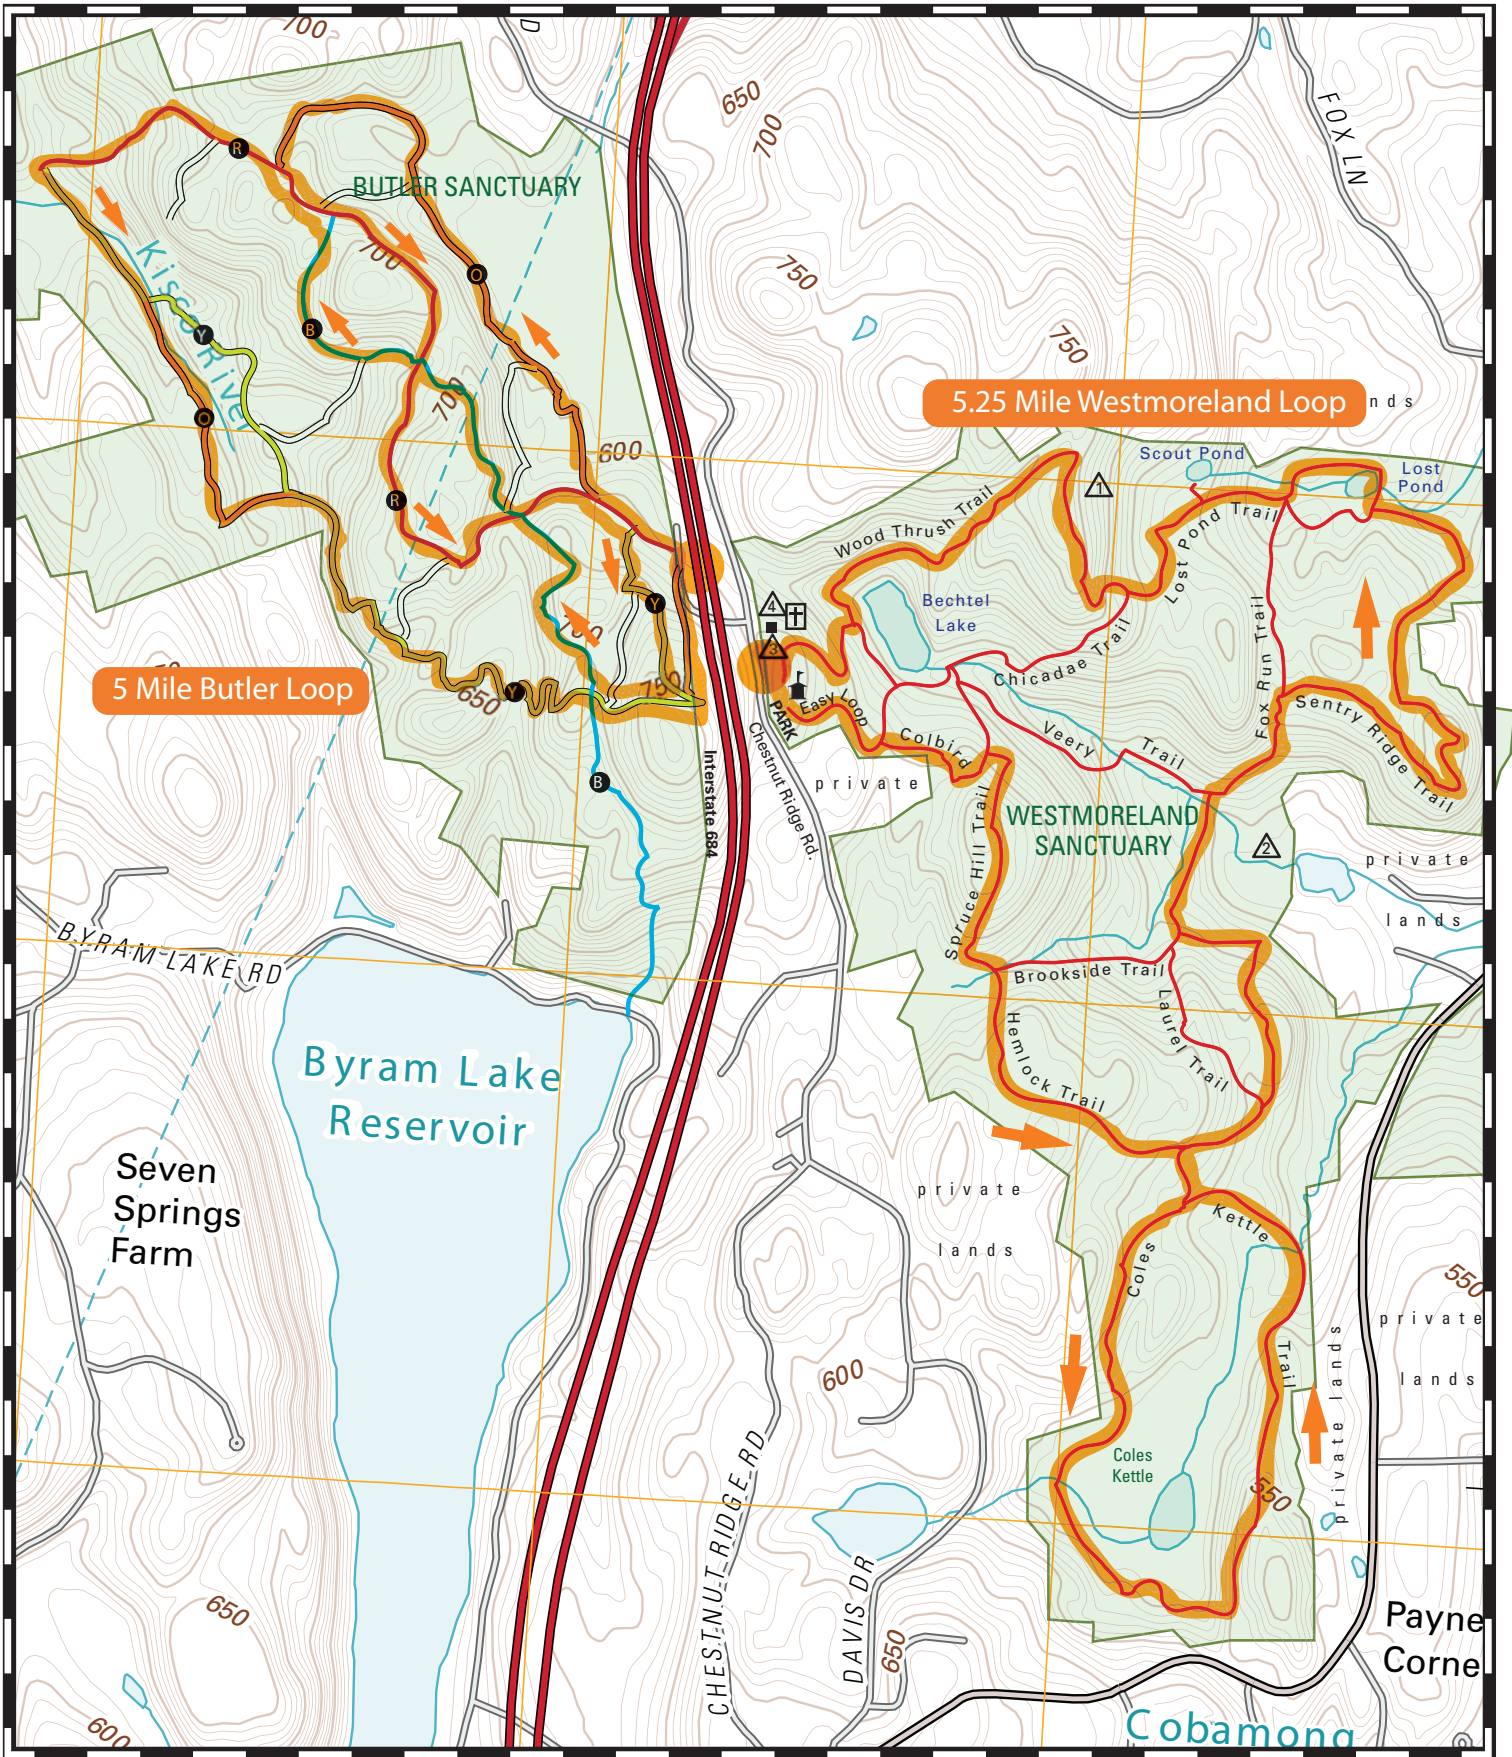 700
D
650
700
FOX LN
R
BUTLER SANCTUARY
Kisco River
700
O
750
B
Y
750
700
5.25 Mile Westmoreland Loop
nds
O
600
Scout Pond
Lost
Pond
1
R
Wood Thrush Trail
Lost Pond Trail
Y
4
Bechtel
Lake
Fox Run Trail
3
Chicadae Trail
5 Mile Butler Loop
650
Y
750
Easy Loop
PARK
Colbird
Veery Trail
Sentry Ridge Trail
Interstate 684
Chestnut Ridge Rd.
private
B
WESTMORELAND
SANCTUARY
2
private
lands
Spruce Hill Trail
BYRAM LAKE RD
Brookside Trail
Laurel Trail
Hemlock Trail
Byram Lake
Reservoir
Seven
Springs
Farm
private
lands
Kettle
Coles
Trail
550
private
lands
private lands
600
Coles
Kettle
550
CHESTNUT RIDGE RD
DAVIS DR
650
650
Payne
Corne
600
Cobamong